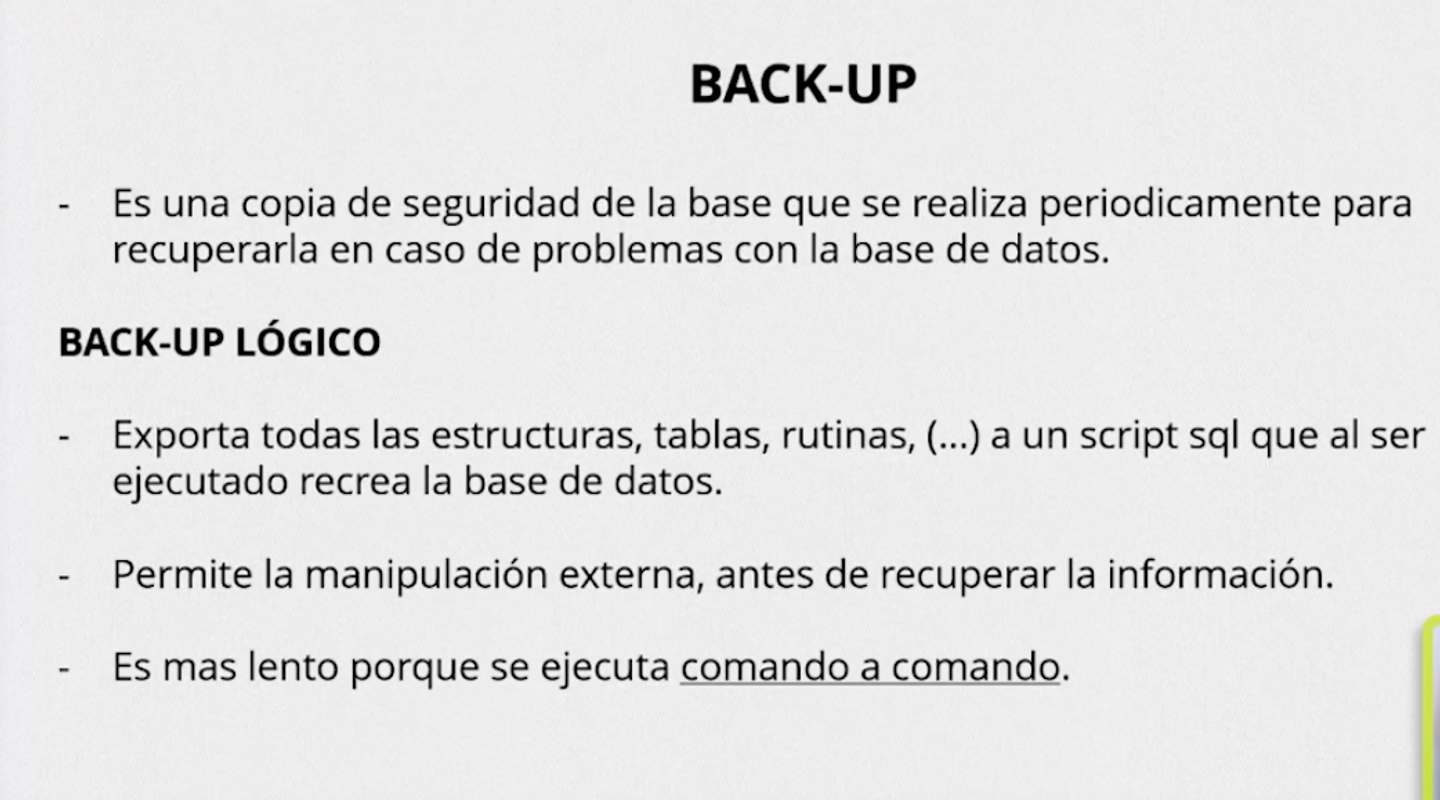 BACK-UP
- Es una copia de seguridad de la base que se realiza periodicamente para
recuperarla en caso de problemas con la base de datos.
BACK-UP LÓGICO
- Exporta todas las estructuras, tablas, rutinas, (...) a un script sql que al ser
ejecutado recrea la base de datos.
- Permite la manipulación externa, antes de recuperar la información.
- Es mas lento porque se ejecuta comando a comando.